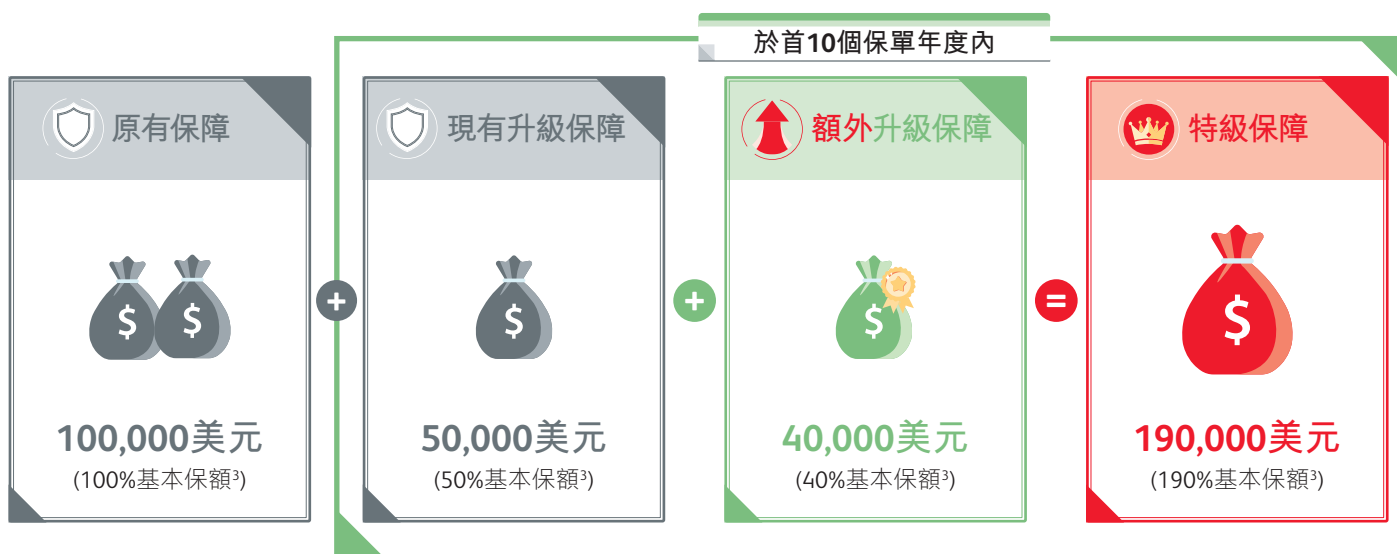 於首10個保單年度內
原有保障
$ $
100,000美元
(100%基本保額³)
+
現有升級保障
$
50,000美元
(50%基本保額³)
+
額外升級保障
$
40,000美元
(40%基本保額³)
=
特級保障
$
190,000美元
(190%基本保額³)